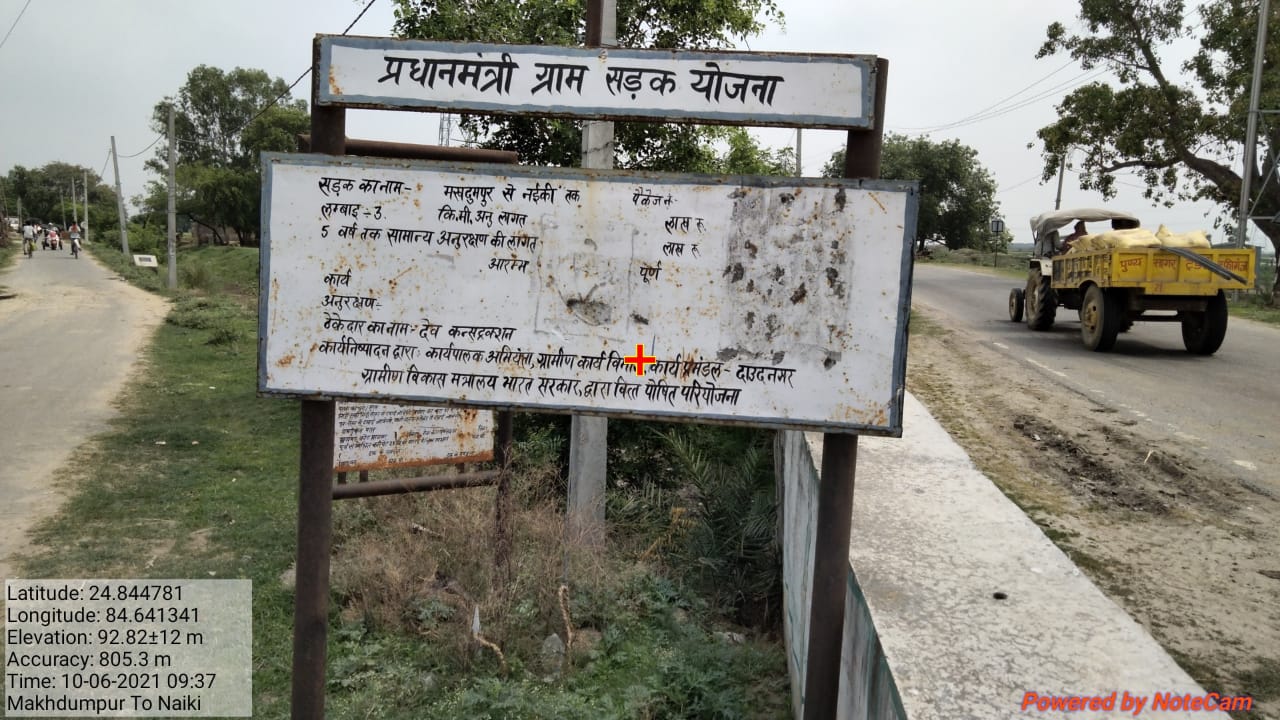 प्रधानमंत्री ग्राम सड़क योजना
सड़क का नाम- मसदुमपुर से नईकी तक पैकेज न.
लम्बाइ-3. कि.मी. अनु लागत लास रु.
5 वर्ष तक सामान्य अनुरक्षण की लागत लास रु
आरम्म पूर्ण
कार्य
अनुरक्षण-
ठेकेदार का नाम- देव कन्सट्रक्शन
कार्यनिष्पादन द्वारा: कार्यपालक अभियंता, ग्रामीण कार्य कार्य प्रमंडल- दाउदनगर
ग्रामीण विकास मत्रालय भारत सरकार, द्वारा वित्त पोषित परियोजना
पुण्य सागर
Latitude: 24.844781
Longitude: 84.641341
Elevation: 92.82±12 m
Accuracy: 805.3 m
Time: 10-06-2021 09:37
Makhdumpur To Naiki
Powered by NoteCam